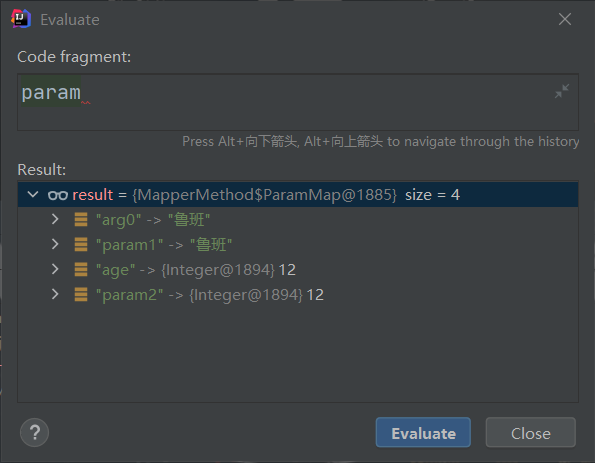 Evaluate
Code fragment:
param
Press Alt+向下箭头, Alt+向上箭头 to navigate through the history
Result:
result = {MapperMethod$ParamMap@1885} size = 4
"arg0" -> "鲁班"
"param1" -> "鲁班"
"age" -> {Integer@1894} 12
"param2" -> {Integer@1894} 12
? Evaluate Close